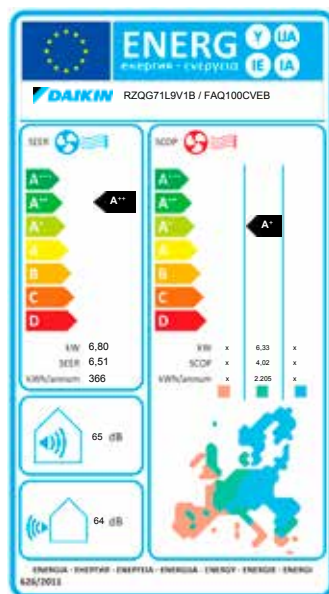 ENERG Y UA
енергия · ενεργεια IE IA
DAIKIN RZQG71L9V1B / FAQ100CVEB
SEER SCOP
A+++ A+++
A++ A++ A++
A+ A+ A+
A A
B B
C C
D D
kW 6,80 kW x 6,33 x
SEER 6,51 SCOP x 4,02 x
kWh/annum 366 kWh/annum x 2.205 x
65 dB
64 dB
ENERGIA · ЕНЕРГИЯ · ΕΝΕΡΓΕΙΑ · ENERGIJA · ENERGY · ENERGIE · ENERGI
626/2011